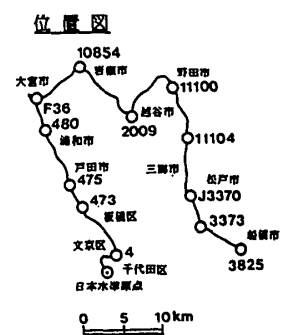 位置図
10854
岩槻市
大宮市
野田市
11100
F36
越谷市
480
2009
浦和市
11104
戸田市
三郷市
475
松戸市
J3370
473
板橋区
3373
船橋市
文京区
4
3825
千代田区
日本水準原点
0 5 10km